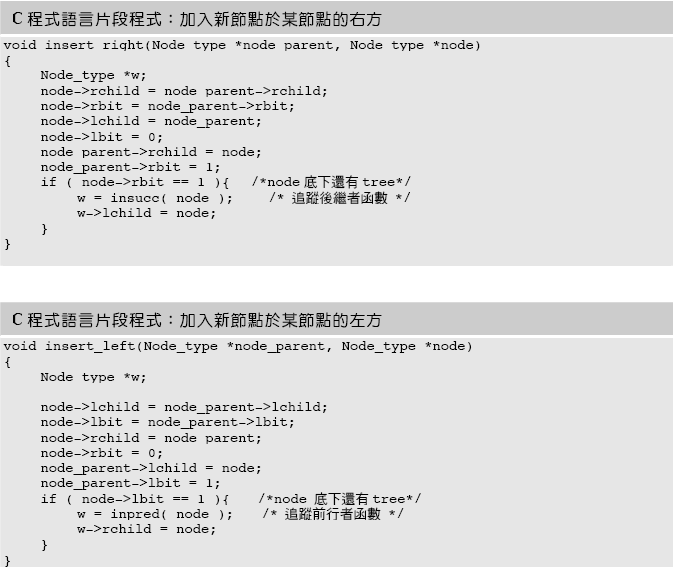 C 程式語言片段程式：加入新節點於某節點的右方
void insert right(Node type *node parent, Node type *node)
{
Node_type *w;
node->rchild = node parent->rchild;
node->rbit = node_parent->rbit;
node->lchild = node_parent;
node->lbit = 0;
node parent->rchild = node;
node_parent->rbit = 1;
if ( node->rbit == 1 ){ /*node 底下還有 tree*/
w = insucc( node ); /* 追蹤後繼者函數 */
w->lchild = node;
}
}
C 程式語言片段程式：加入新節點於某節點的左方
void insert_left(Node_type *node_parent, Node_type *node)
{
Node type *w;
node->lchild = node_parent->lchild;
node->lbit = node_parent->lbit;
node->rchild = node parent;
node->rbit = 0;
node_parent->lchild = node;
node_parent->lbit = 1;
if ( node->lbit == 1 ){ /*node 底下還有 tree*/
w = inpred( node ); /* 追蹤前行者函數 */
w->rchild = node;
}
}